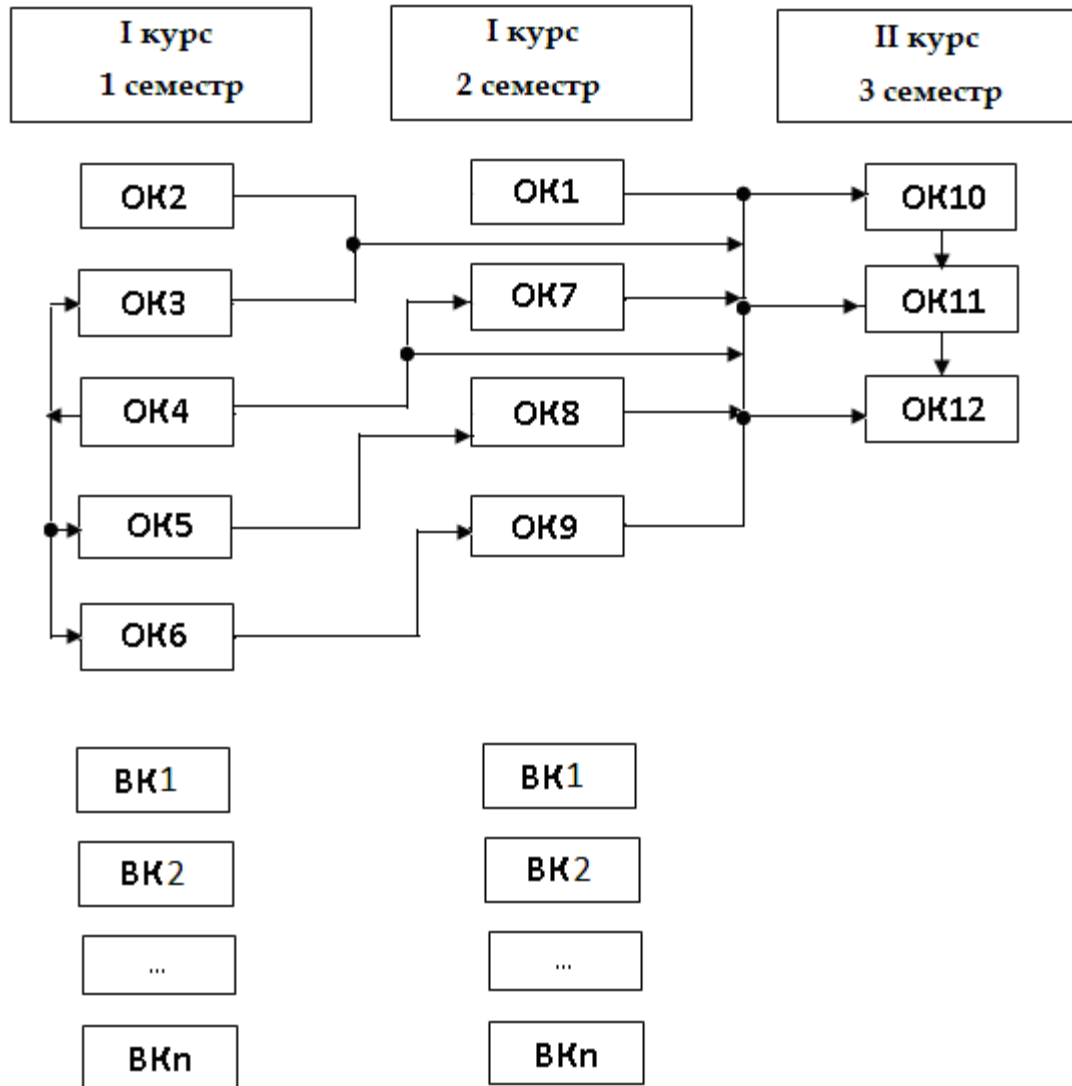 I курс
1 семестр
I курс
2 семестр
II курс
3 семестр
ОК2
ОК1
ОК10
ОК3
ОК7
ОК11
ОК4
ОК8
ОК12
ОК5
ОК9
ОК6
ВК1
ВК1
ВК2
ВК2
...
...
ВКn
ВКn